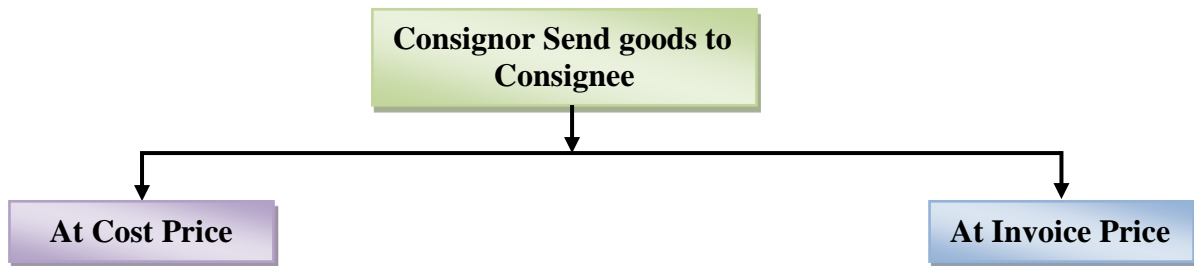 Consignor Send goods to
Consignee
At Cost Price
At Invoice Price